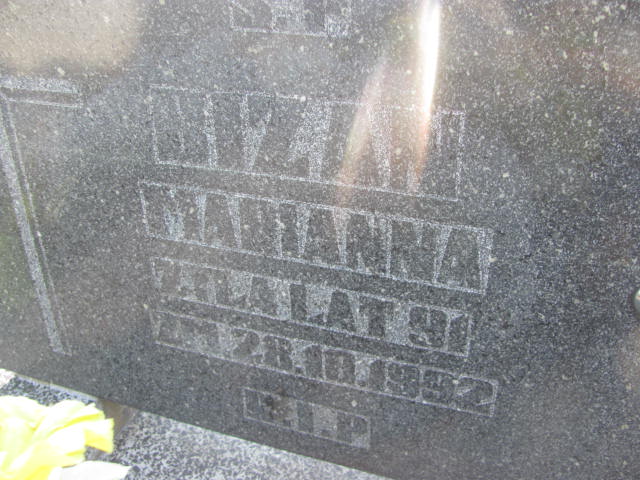 Ś.P.
MARIANNA
ŻYŁA LAT 91
ZM 28.10.1992
R.I.P